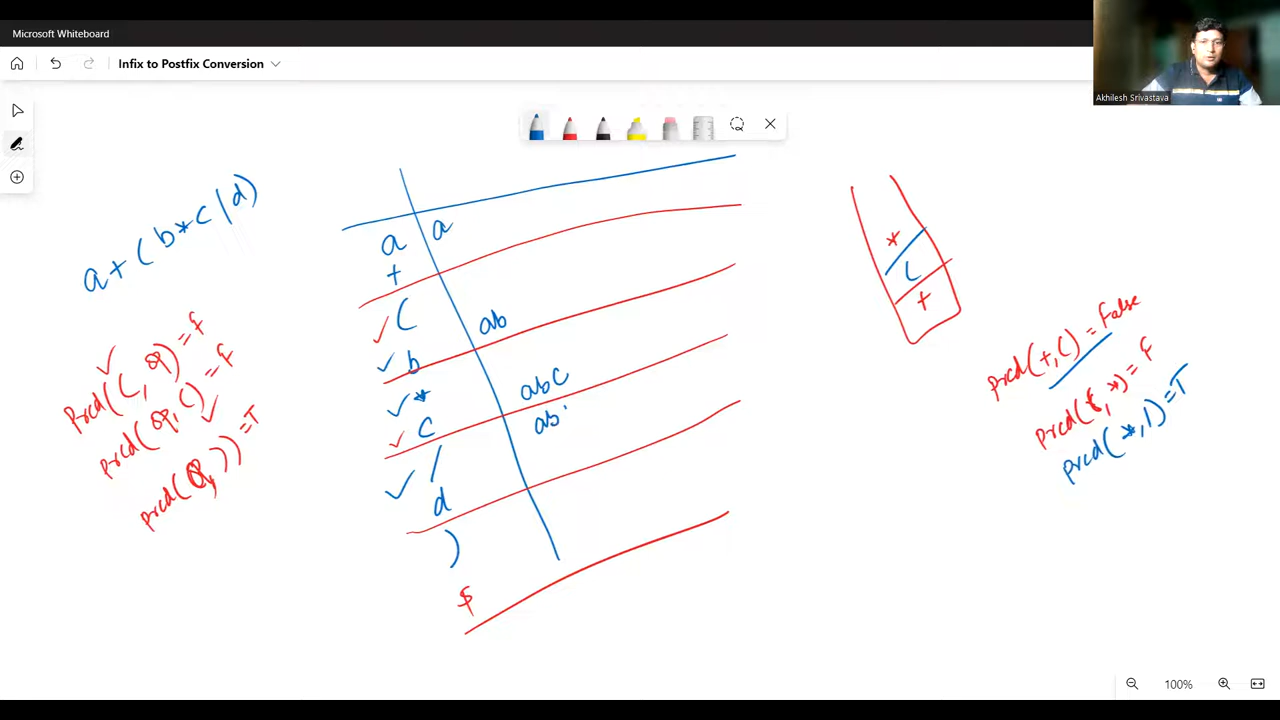 Microsoft Whiteboard
Infix to Postfix Conversion
Akhilesh Srivastava
a+(b*c/d)
a a
+
(
b ab
*
c abc
/ ab
d
)
$
*
(
+
Prcd((, op) = f
prcd(op, () = f
prcd(op, )) = T
prcd(+, () = False
prcd((, *) = f
prcd(*, /) = T
100%